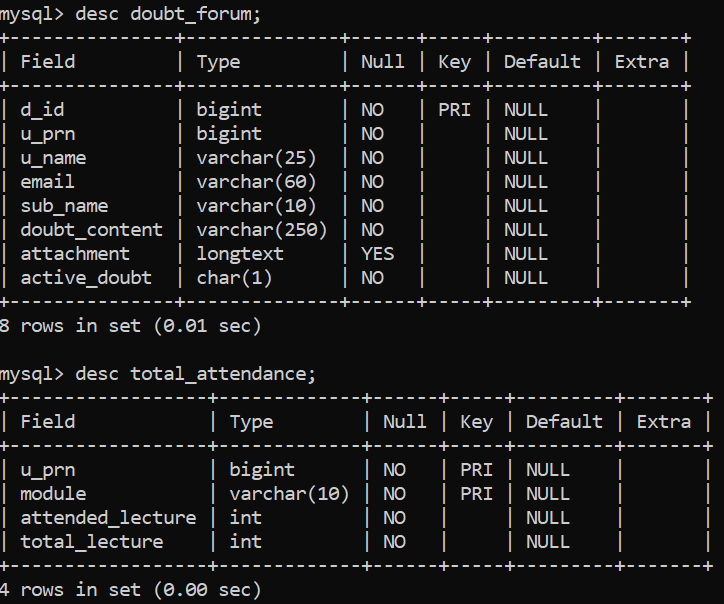 mysql> desc doubt_forum;
+---------------+--------------+------+-----+---------+-------+
| Field         | Type         | Null | Key | Default | Extra |
+---------------+--------------+------+-----+---------+-------+
| d_id          | bigint       | NO   | PRI | NULL    |       |
| u_prn         | bigint       | NO   |     | NULL    |       |
| u_name        | varchar(25)  | NO   |     | NULL    |       |
| email         | varchar(60)  | NO   |     | NULL    |       |
| sub_name      | varchar(10)  | NO   |     | NULL    |       |
| doubt_content | varchar(250) | NO   |     | NULL    |       |
| attachment    | longtext     | YES  |     | NULL    |       |
| active_doubt  | char(1)      | NO   |     | NULL    |       |
+---------------+--------------+------+-----+---------+-------+
8 rows in set (0.01 sec)
mysql> desc total_attendance;
+------------------+-------------+------+-----+---------+-------+
| Field            | Type        | Null | Key | Default | Extra |
+------------------+-------------+------+-----+---------+-------+
| u_prn            | bigint      | NO   | PRI | NULL    |       |
| module           | varchar(10) | NO   | PRI | NULL    |       |
| attended_lecture | int         | NO   |     | NULL    |       |
| total_lecture    | int         | NO   |     | NULL    |       |
+------------------+-------------+------+-----+---------+-------+
4 rows in set (0.00 sec)